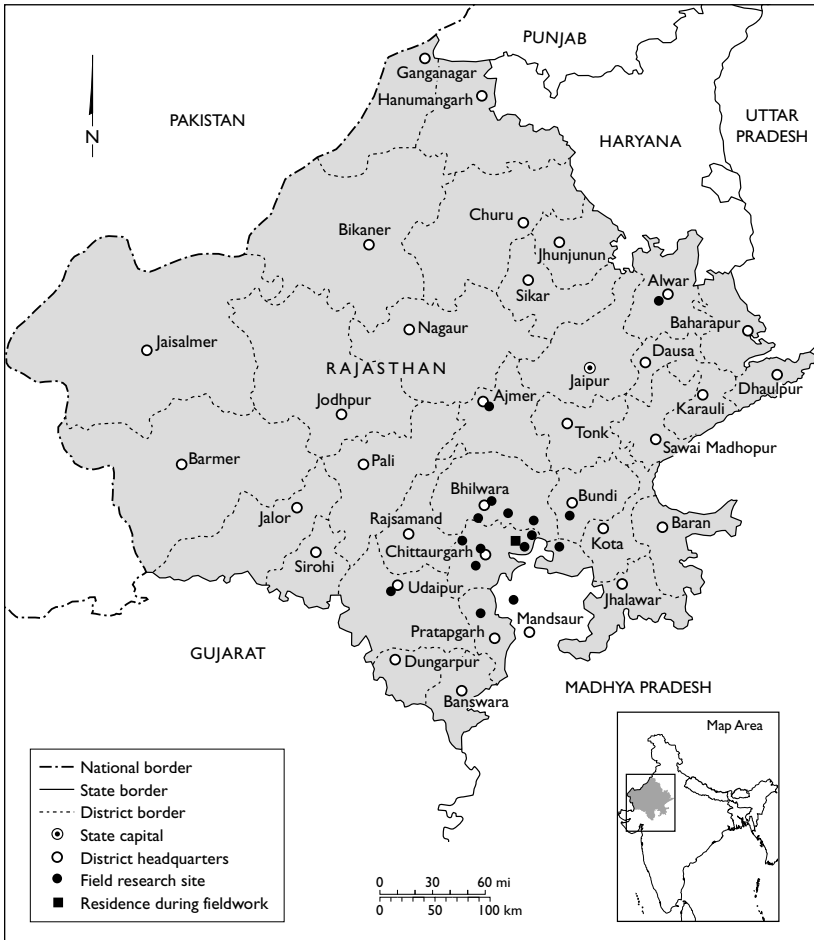 PUNJAB
Ganganagar
Hanumangarh
N
PAKISTAN
UTTAR
PRADESH
HARYANA
Churu
Bikaner
Jhunjunun
Alwar
Sikar
Baharapur
Nagaur
Jaisalmer
Dausa
RAJASTHAN
Jaipur
Dhaulpur
Ajmer
Karauli
Jodhpur
Tonk
Sawai Madhopur
Barmer
Pali
Bhilwara
Bundi
Jalor
Rajsamand
Baran
Kota
Chittaurgarh
Sirohi
Udaipur
Jhalawar
Mandsaur
Pratapgarh
GUJARAT
Dungarpur
MADHYA PRADESH
Banswara
Map Area
National border
State border
District border
State capital
District headquarters
Field research site
Residence during fieldwork
0 30 60 mi
0 50 100 km